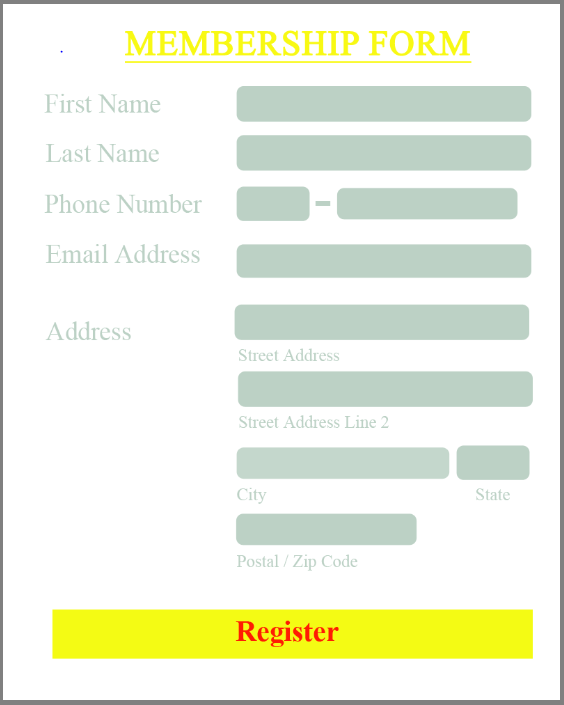 MEMBERSHIP FORM
First Name
Last Name
Phone Number
Email Address
Address
Street Address
Street Address Line 2
City State
Postal / Zip Code
Register